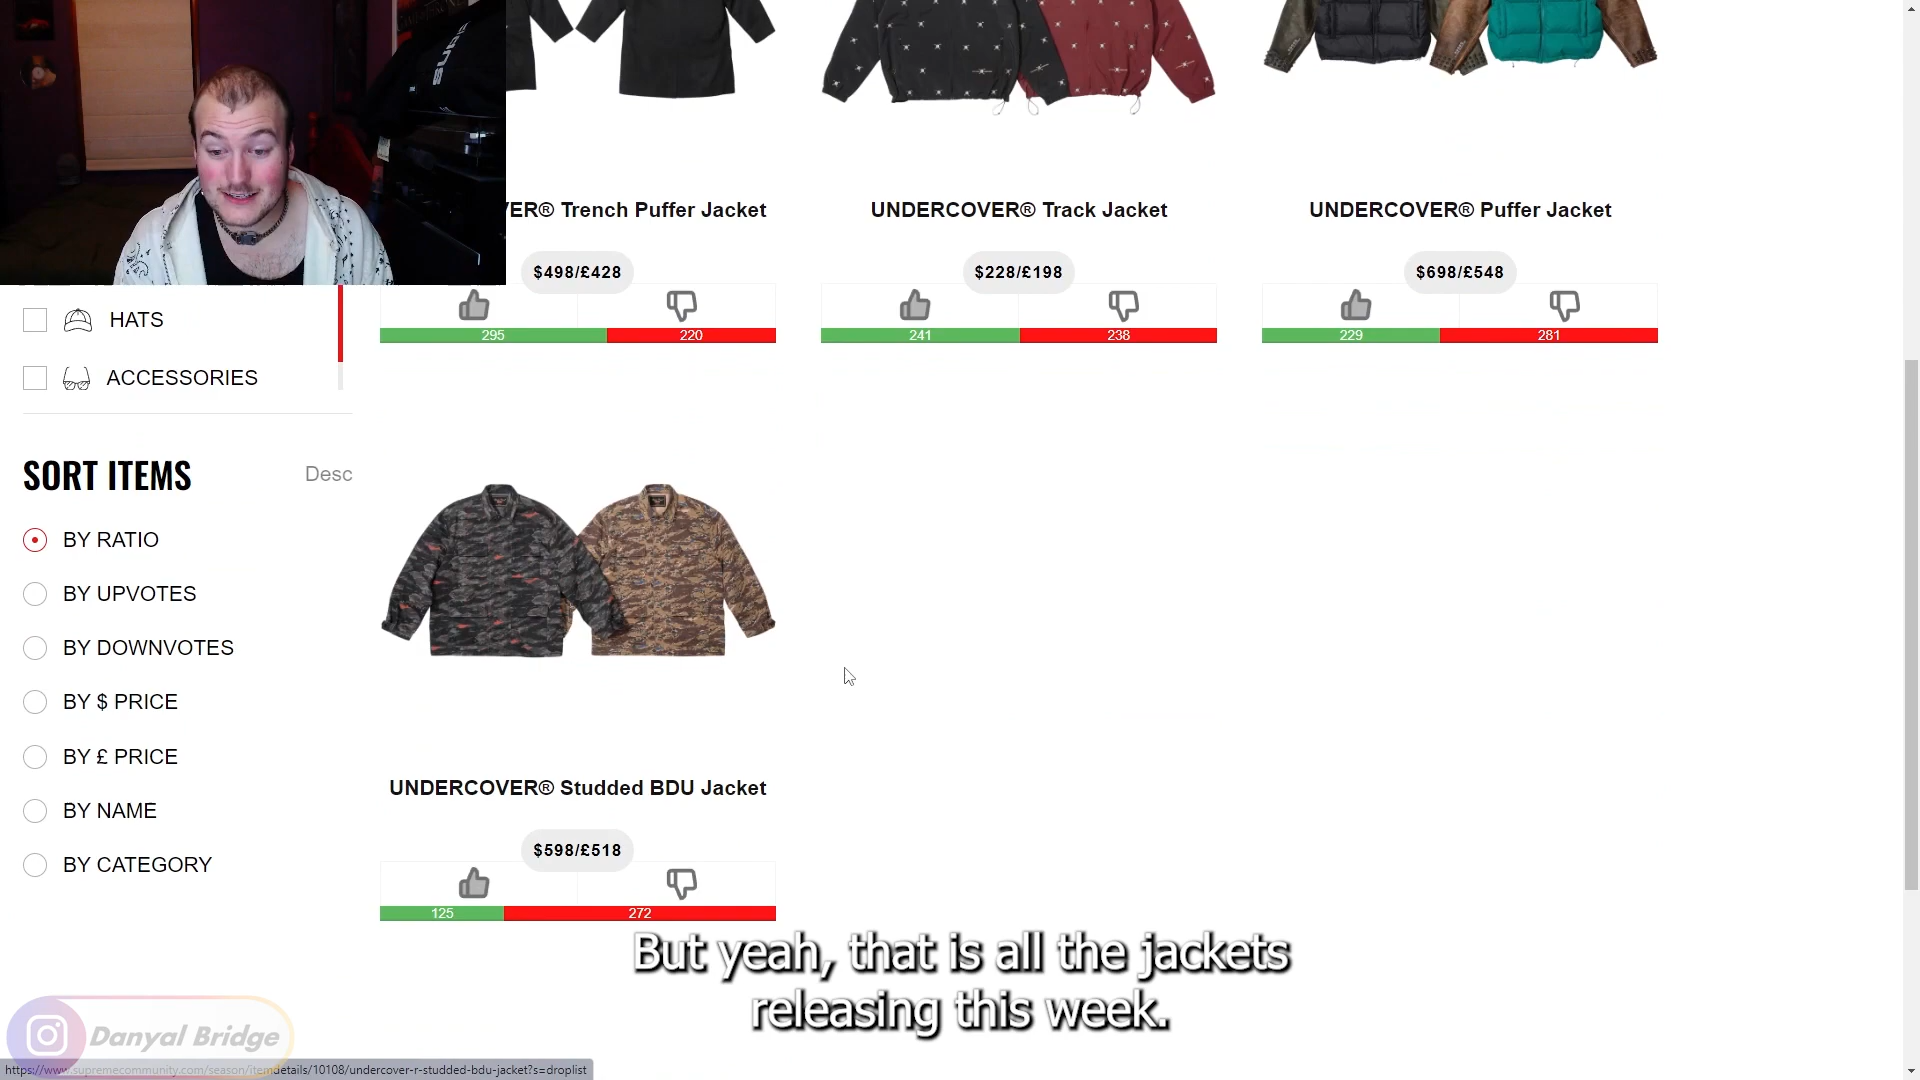 VER® Trench Puffer Jacket
UNDERCOVER® Track Jacket
UNDERCOVER® Puffer Jacket
$498/£428
$228/£198
$698/£548
295
220
241
238
229
281
HATS
ACCESSORIES
SORT ITEMS
Desc
BY RATIO
BY UPVOTES
BY DOWNVOTES
BY $ PRICE
BY £ PRICE
BY NAME
BY CATEGORY
UNDERCOVER® Studded BDU Jacket
$598/£518
125
272
But yeah, that is all the jackets
releasing this week.
Danyal Bridge
https://www.supremecommunity.com/season/itemdetails/10108/undercover-r-studded-bdu-jacket?s=droplist